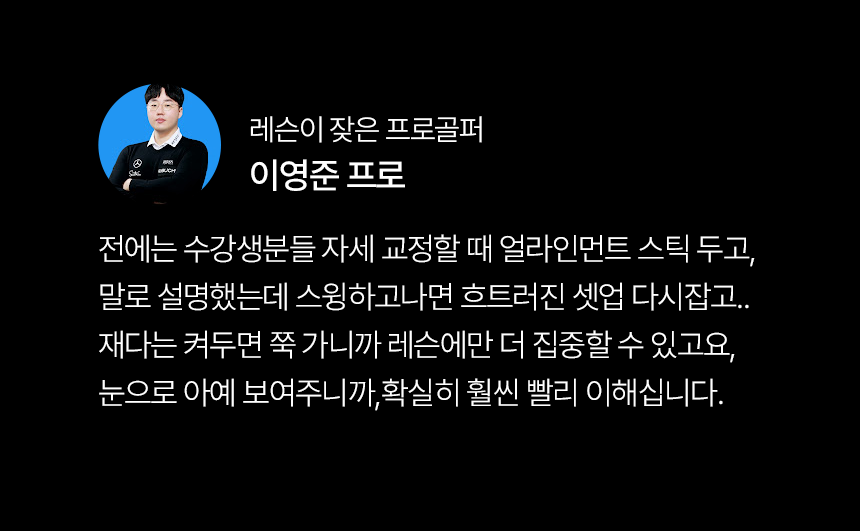 레슨이 잦은 프로골퍼
이영준 프로
전에는 수강생분들 자세 교정할 때 얼라인먼트 스틱 두고,
말로 설명했는데 스윙하고나면 흐트러진 셋업 다시잡고..
재다는 켜두면 쭉 가니까 레슨에만 더 집중할 수 있고요,
눈으로 아예 보여주니까,확실히 훨씬 빨리 이해십니다.